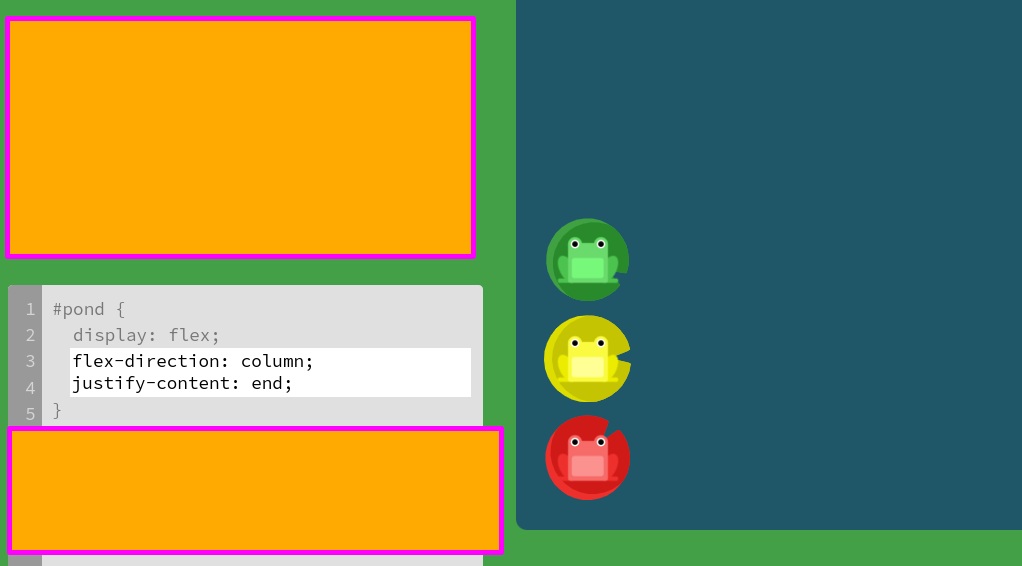 1 #pond {
2 display: flex;
3 flex-direction: column;
4 justify-content: end;
5 }